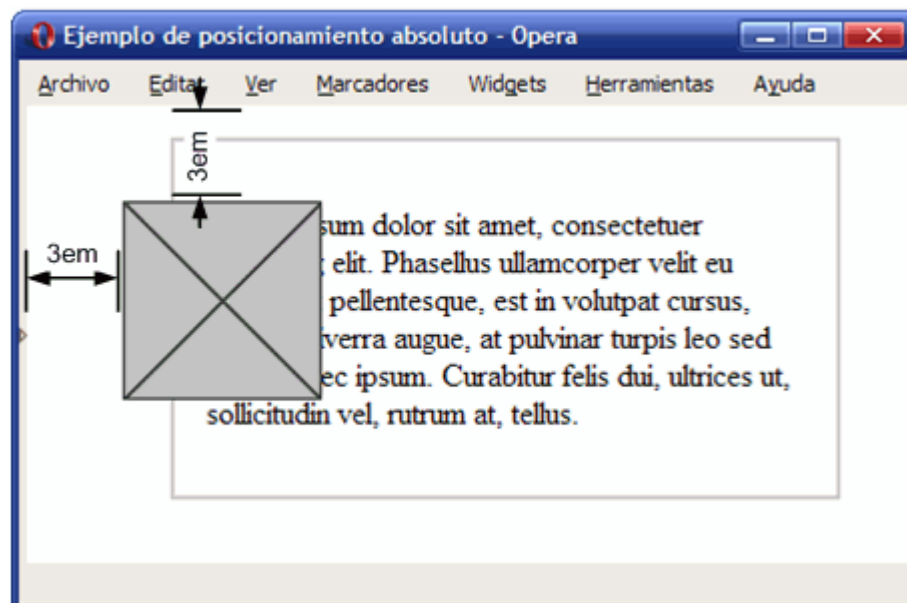 Ejemplo de posicionamiento absoluto - Opera
Archivo Editar Ver Marcadores Widgets Herramientas Ayuda
3em
3em
sum dolor sit amet, consectetuer
elit. Phasellus ullamcorper velit eu
pellentesque, est in volutpat cursus,
iverra augue, at pulvinar turpis leo sed
ec ipsum. Curabitur felis dui, ultrices ut,
sollicitudin vel, rutrum at, tellus.